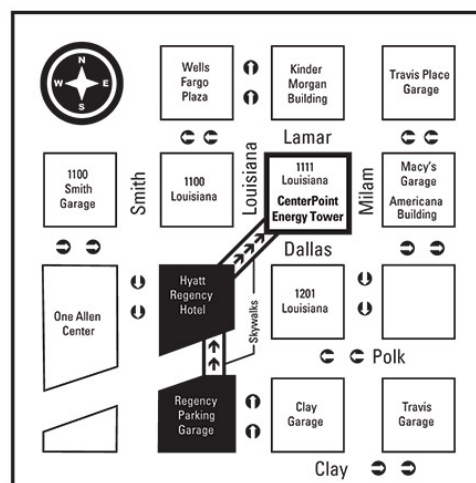 N
W
E
S
Wells
Fargo
Plaza
Kinder
Morgan
Building
Travis Place
Garage
Lamar
1100
Smith
Garage
Smith
1100
Louisiana
Louisiana
1111
Louisiana
CenterPoint
Energy Tower
Milam
Macy's
Garage
Americana
Building
Dallas
One Allen
Center
Hyatt
Regency
Hotel
Skywalks
1201
Louisiana
Polk
Regency
Parking
Garage
Clay
Garage
Travis
Garage
Clay